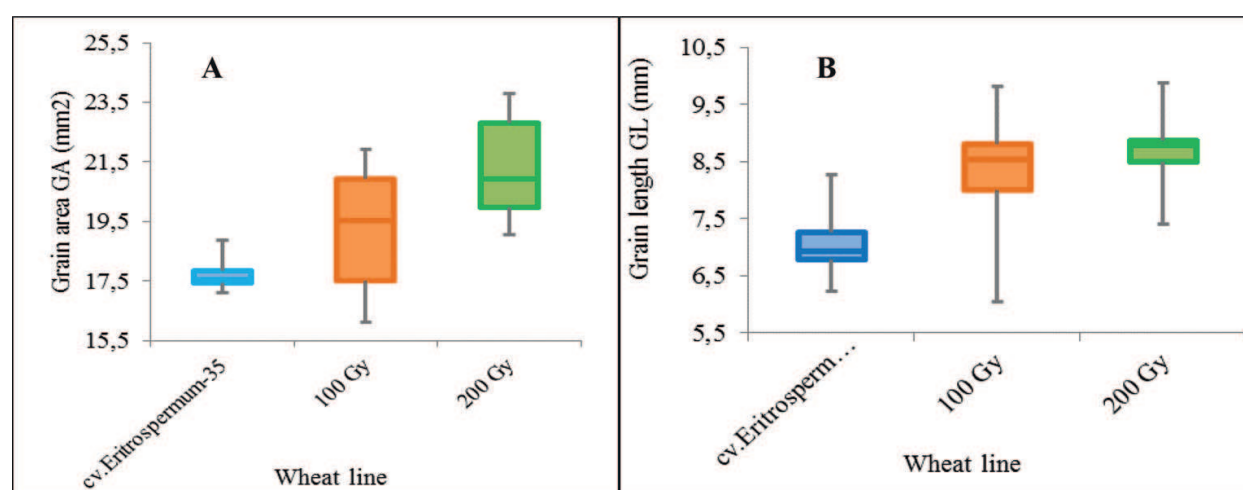 A
Grain area GA (mm2)
25,5
23,5
21,5
19,5
17,5
15,5
cv.Eritrospermum-35
100 Gy
200 Gy
Wheat line
B
Grain length GL (mm)
10,5
9,5
8,5
7,5
6,5
5,5
cv.Eritrosperm…
100 Gy
200 Gy
Wheat line